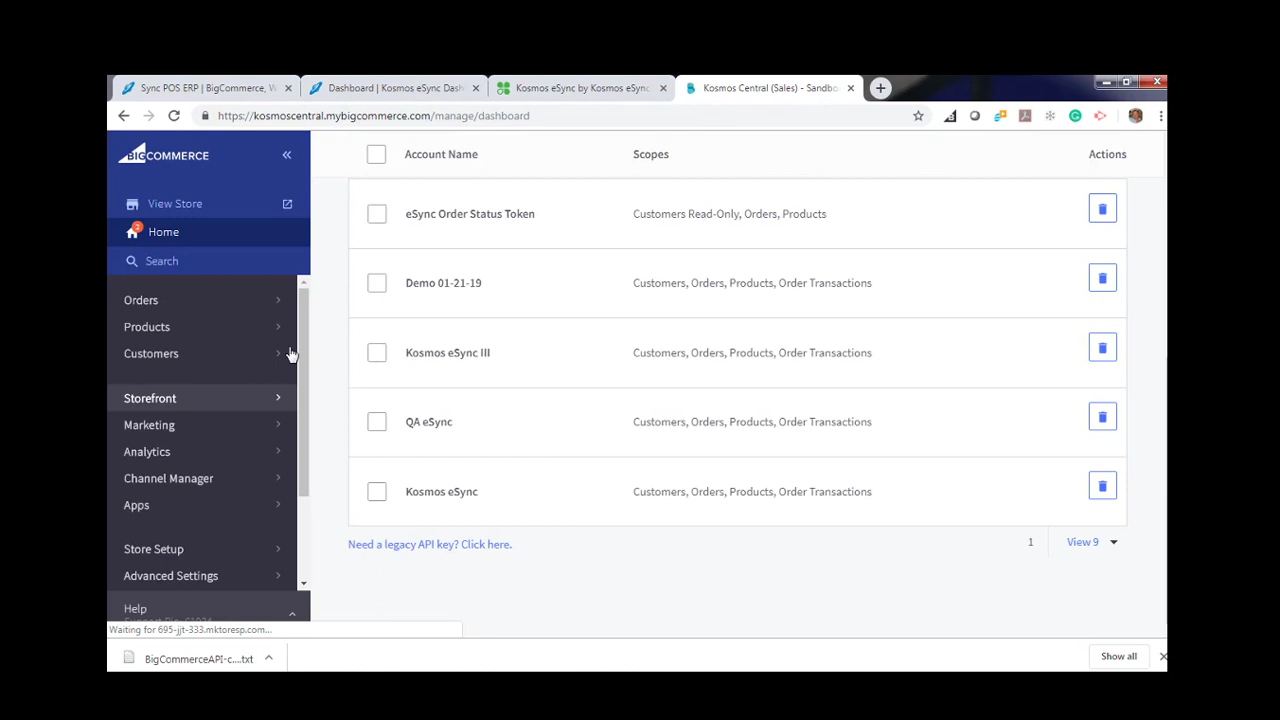 Sync POS ERP | BigCommerce, W
Dashboard | Kosmos eSync Das
Kosmos eSync by Kosmos eSync
Kosmos Central (Sales) - Sandbo
https://kosmoscentral.mybigcommerce.com/manage/dashboard
BIGCOMMERCE
View Store
2
Home
Search
Orders
Products
Customers
Storefront
Marketing
Analytics
Channel Manager
Apps
Store Setup
Advanced Settings
Help
Account Name Scopes Actions
eSync Order Status Token Customers Read-Only, Orders, Products
Demo 01-21-19 Customers, Orders, Products, Order Transactions
Kosmos eSync III Customers, Orders, Products, Order Transactions
QA eSync Customers, Orders, Products, Order Transactions
Kosmos eSync Customers, Orders, Products, Order Transactions
Need a legacy API key? Click here. 1 View 9
Waiting for 695-jjt-333.mktoresp.com...
BigCommerceAPI-c....txt
Show all